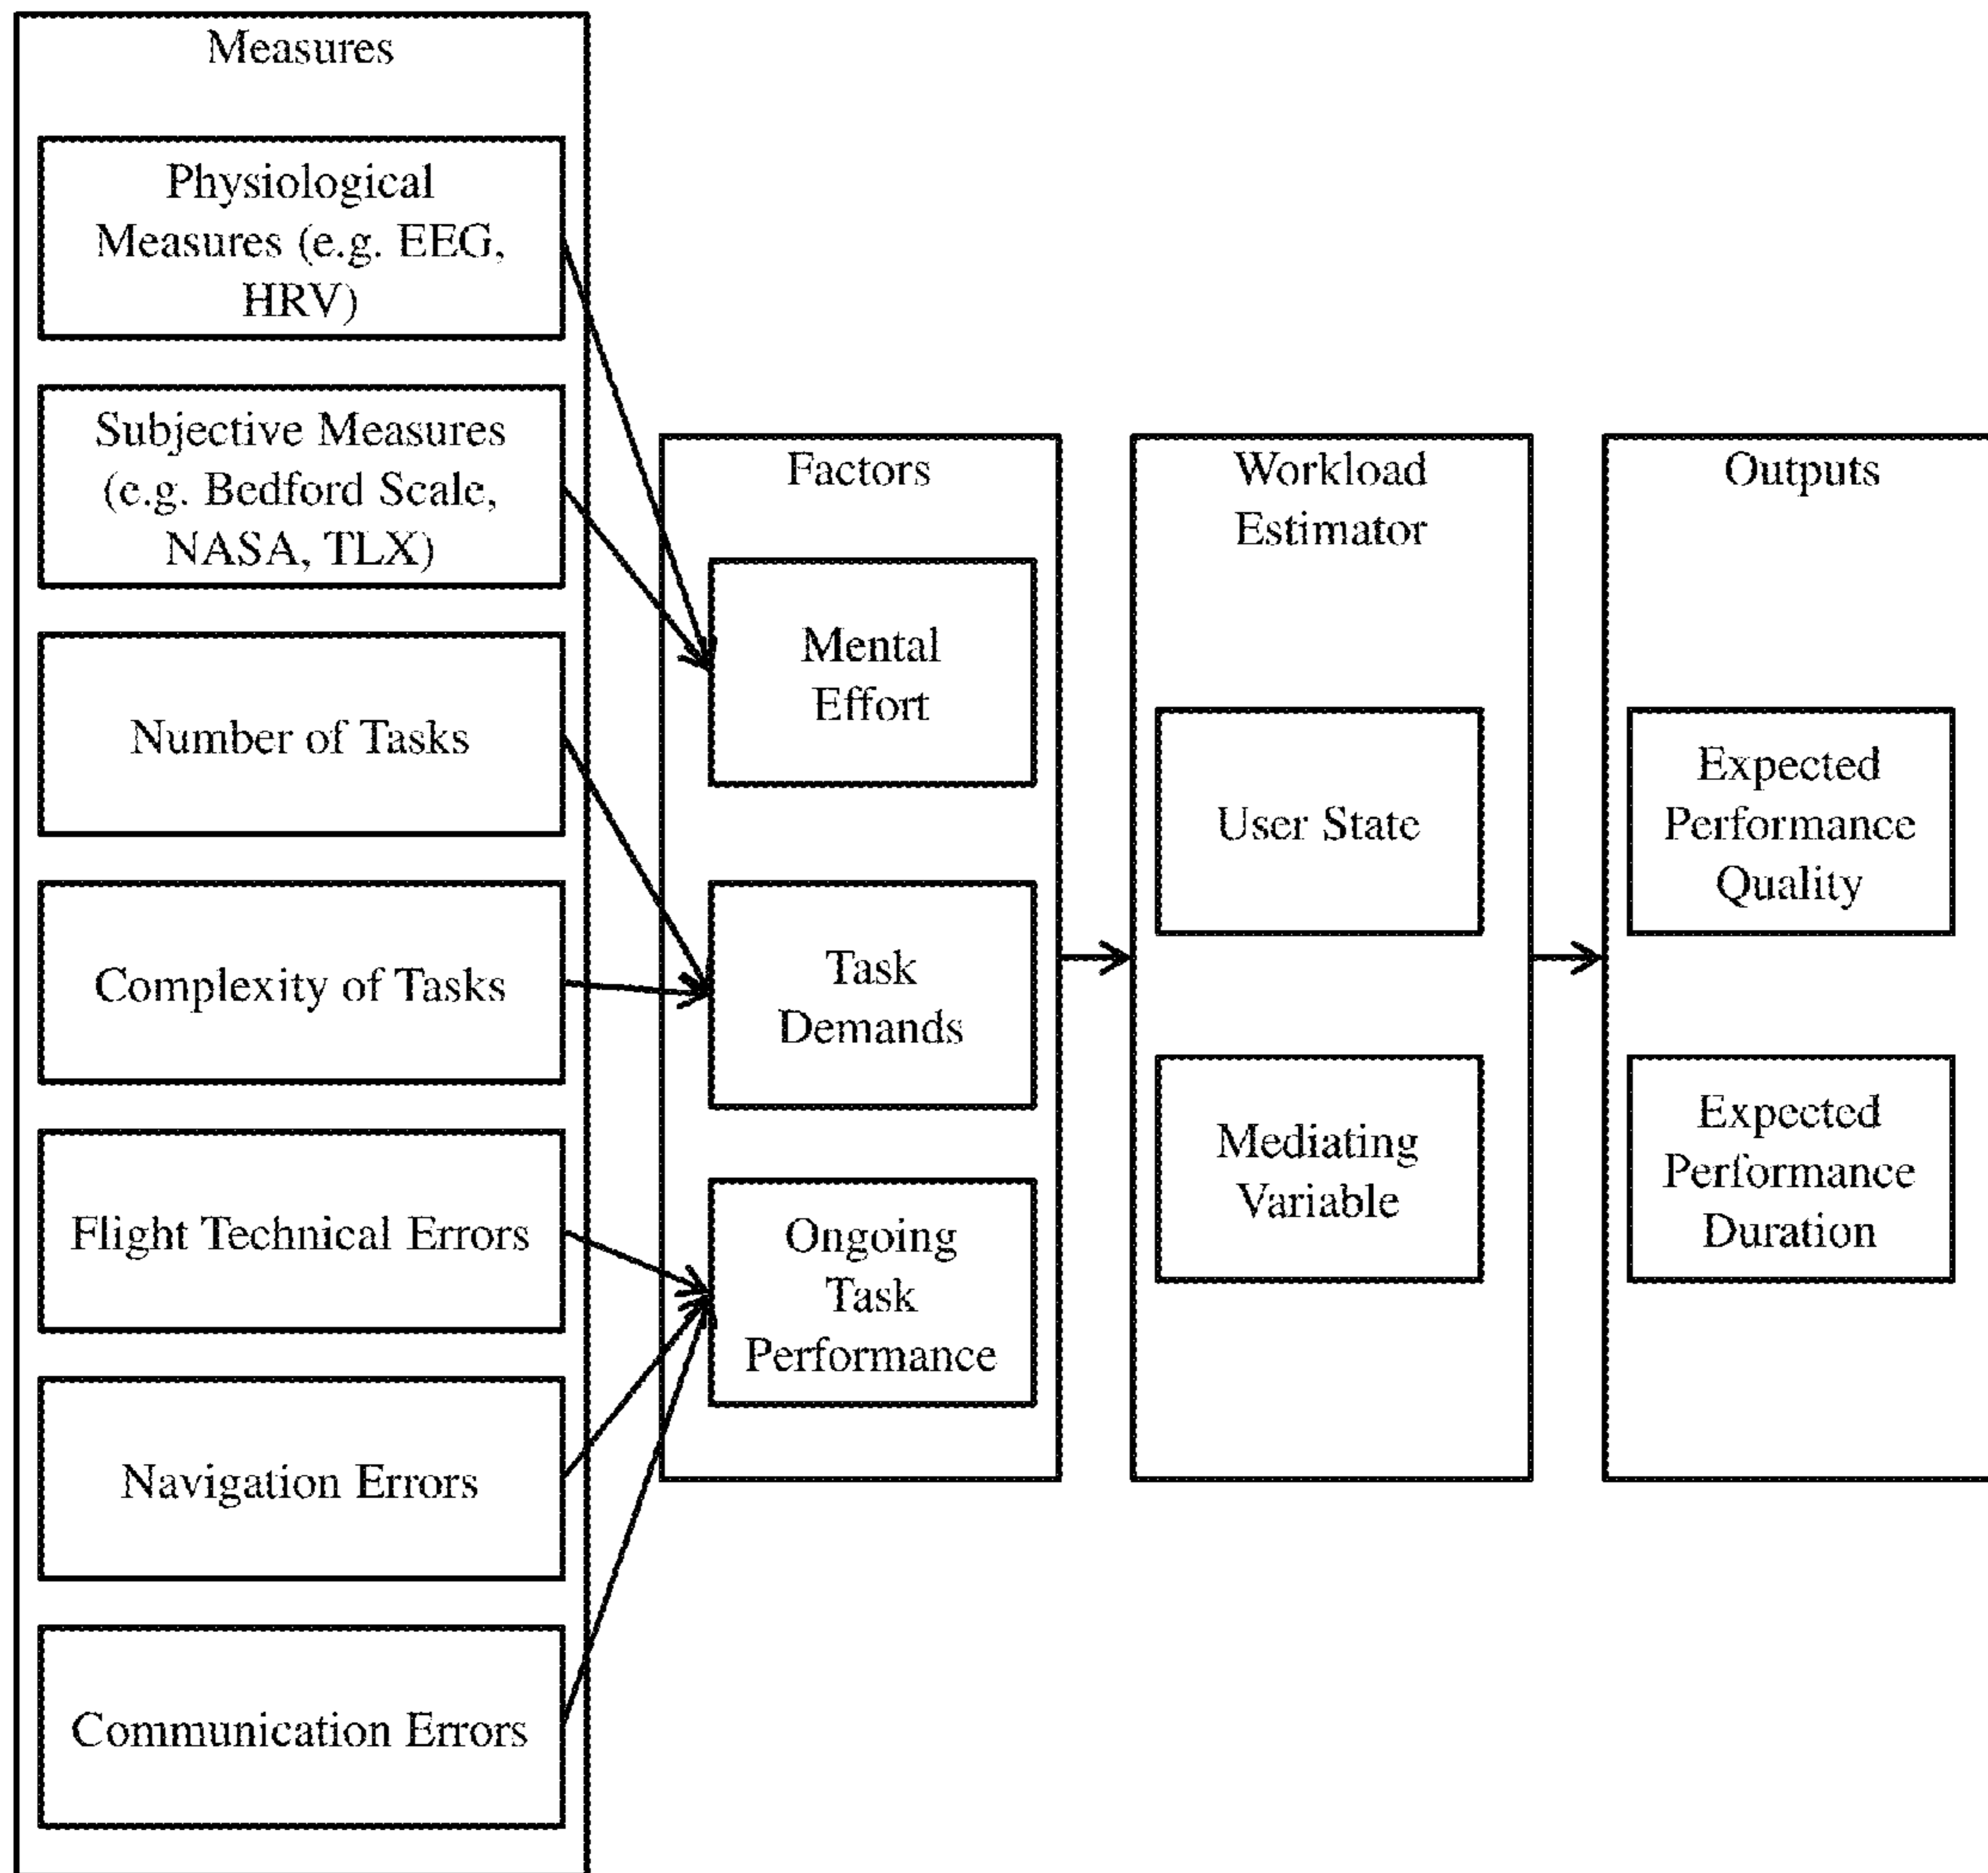 Measures
Physiological
Measures (e.g. EEG,
HRV)
Subjective Measures
(e.g. Bedford Scale,
NASA, TLX)
Number of Tasks
Complexity of Tasks
Flight Technical Errors
Navigation Errors
Communication Errors
Factors
Mental
Effort
Task
Demands
Ongoing
Task
Performance
Workload
Estimator
User State
Mediating
Variable
Outputs
Expected
Performance
Quality
Expected
Performance
Duration